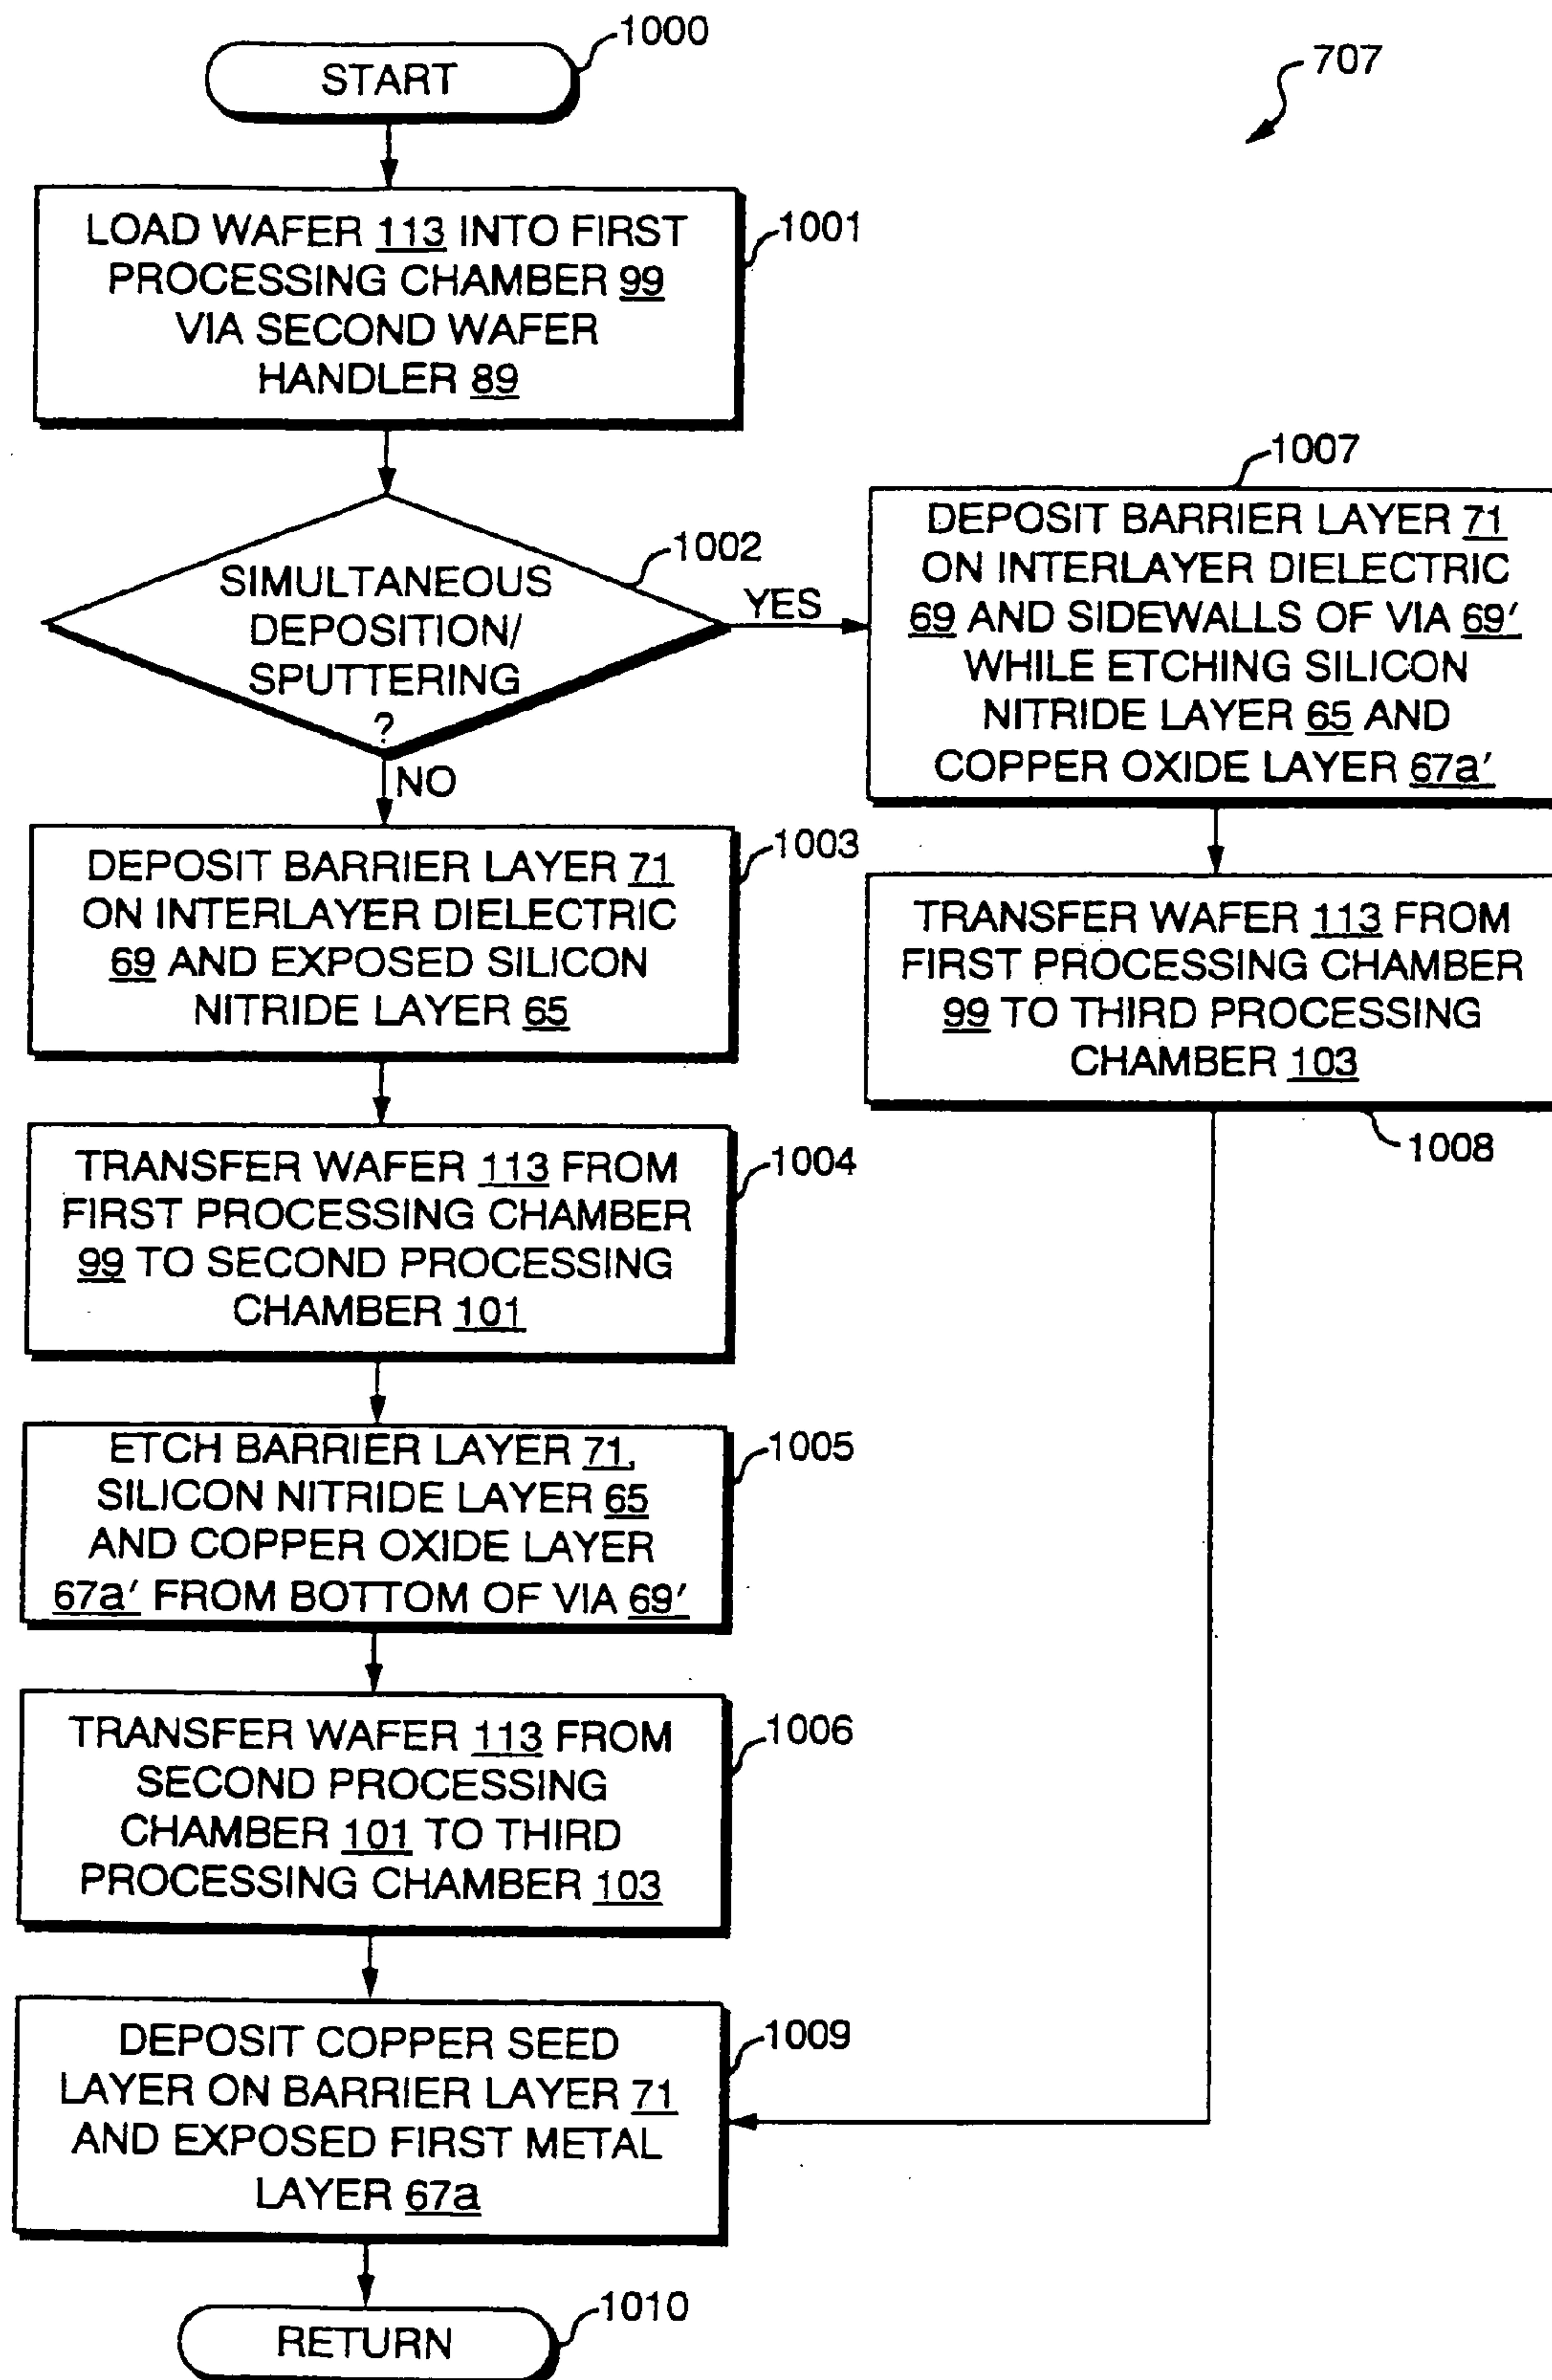 1000
START
707
LOAD WAFER 113 INTO FIRST
PROCESSING CHAMBER 99
VIA SECOND WAFER
HANDLER 89
1001
SIMULTANEOUS
DEPOSITION/
SPUTTERING
?
1002
YES
NO
1007
DEPOSIT BARRIER LAYER 71
ON INTERLAYER DIELECTRIC
69 AND SIDEWALLS OF VIA 69'
WHILE ETCHING SILICON
NITRIDE LAYER 65 AND
COPPER OXIDE LAYER 67a'
DEPOSIT BARRIER LAYER 71
ON INTERLAYER DIELECTRIC
69 AND EXPOSED SILICON
NITRIDE LAYER 65
1003
TRANSFER WAFER 113 FROM
FIRST PROCESSING CHAMBER
99 TO THIRD PROCESSING
CHAMBER 103
1008
TRANSFER WAFER 113 FROM
FIRST PROCESSING CHAMBER
99 TO SECOND PROCESSING
CHAMBER 101
1004
ETCH BARRIER LAYER 71,
SILICON NITRIDE LAYER 65
AND COPPER OXIDE LAYER
67a' FROM BOTTOM OF VIA 69'
1005
TRANSFER WAFER 113 FROM
SECOND PROCESSING
CHAMBER 101 TO THIRD
PROCESSING CHAMBER 103
1006
DEPOSIT COPPER SEED
LAYER ON BARRIER LAYER 71
AND EXPOSED FIRST METAL
LAYER 67a
1009
RETURN
1010